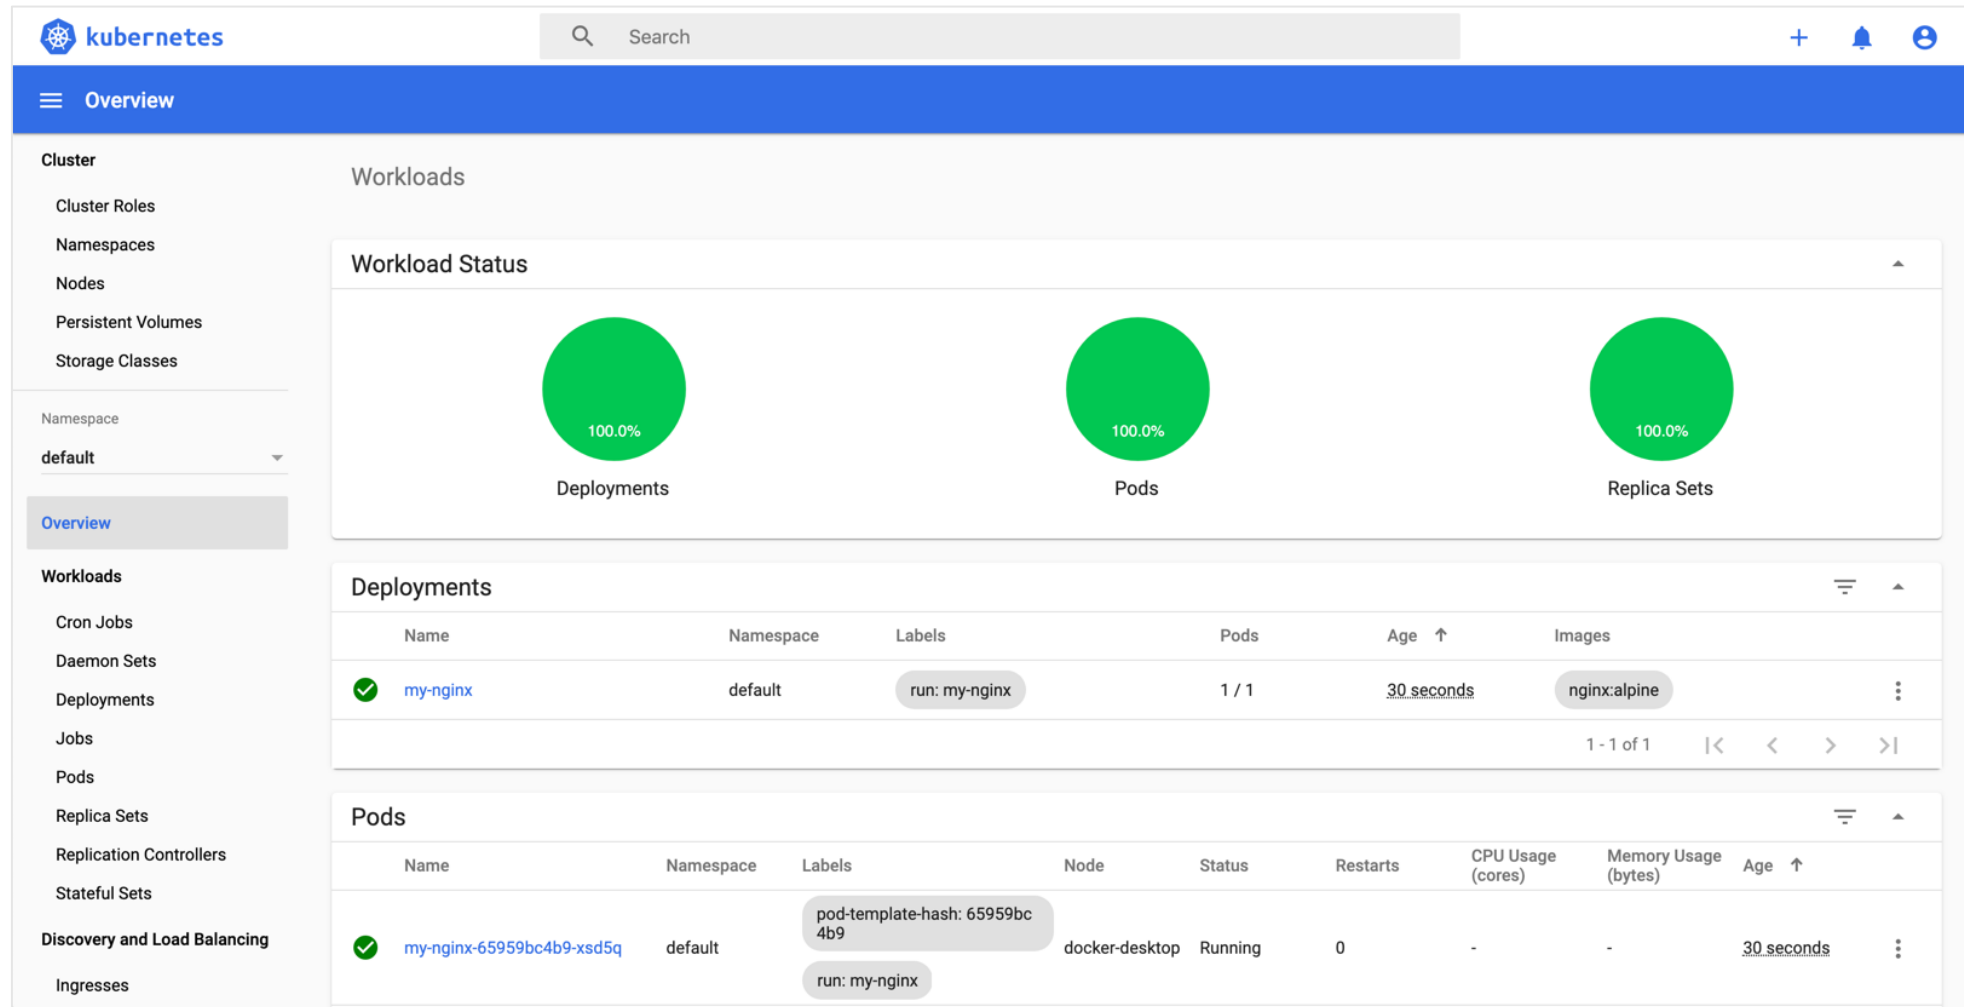 kubernetes
Search
Overview
Cluster
Cluster Roles
Namespaces
Nodes
Persistent Volumes
Storage Classes
Namespace
default
Overview
Workloads
Cron Jobs
Daemon Sets
Deployments
Jobs
Pods
Replica Sets
Replication Controllers
Stateful Sets
Discovery and Load Balancing
Ingresses
Workloads
Workload Status
100.0%
Deployments
100.0%
Pods
100.0%
Replica Sets
Deployments
Name Namespace Labels Pods Age Images
my-nginx default run: my-nginx 1 / 1 30 seconds nginx:alpine
1 - 1 of 1
Pods
Name Namespace Labels Node Status Restarts CPU Usage (cores) Memory Usage (bytes) Age
my-nginx-65959bc4b9-xsd5q default pod-template-hash: 65959bc
4b9
run: my-nginx
docker-desktop Running 0 - - 30 seconds